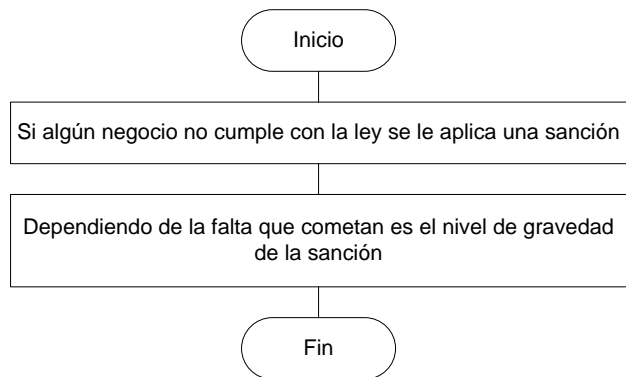 Inicio
Si algún negocio no cumple con la ley se le aplica una sanción
Dependiendo de la falta que cometan es el nivel de gravedad
de la sanción
Fin